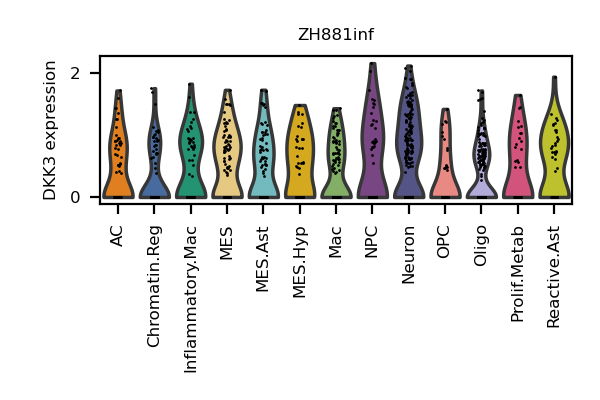 ZH881inf
DKK3 expression
2
0
AC
Chromatin.Reg
Inflammatory.Mac
MES
MES.Ast
MES.Hyp
Mac
NPC
Neuron
OPC
Oligo
Prolif.Metab
Reactive.Ast